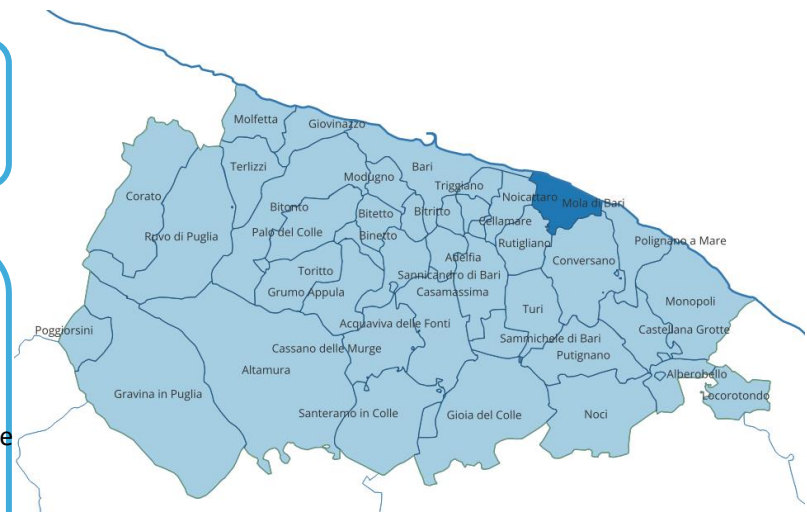 Molfetta
Giovinazzo
Terlizzi
Bari
Modugno
Triggiano
Corato
Noicattaro
Mola di Bari
Bitonto
Bitetto
Bitritto
Cellamare
Ruvo di Puglia
Palo del Colle
Binetto
Rutigliano
Polignano a Mare
Adelfia
Conversano
Toritto
Sannicandro di Bari
Grumo Appula
Casamassima
Monopoli
Turi
Poggiorsini
Acquaviva delle Fonti
Castellana Grotte
Sammichele di Bari
Cassano delle Murge
Putignano
Altamura
Alberobello
Gravina in Puglia
Locorotondo
Santeramo in Colle
Gioia del Colle
Noci
e